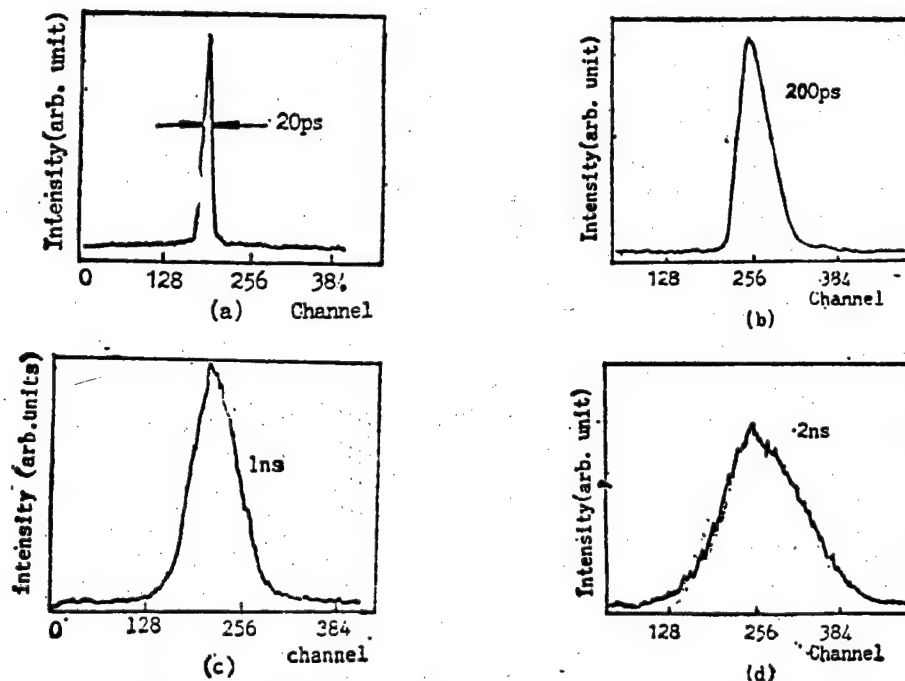 Intensity(arb. unit)
20ps
0 128 256 384
(a) Channel
Intensity(arb. unit)
200ps
128 256 384
Channel
(b)
Intensity (arb.units)
1ns
0 128 256 384
(c) channel
Intensity(arb. unit)
2ns
128 256 384
Channel
(d)